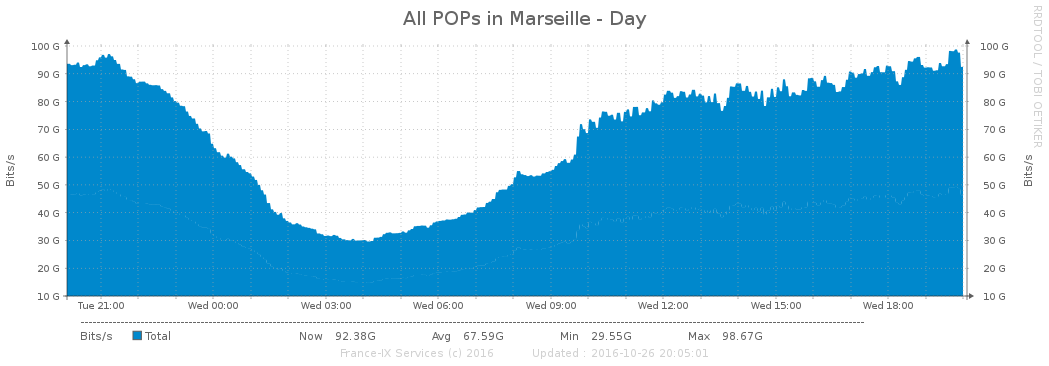 All POPs in Marseille - Day
RRDTOOL / TOBI OETIKER
Bits/s
100 G
90 G
80 G
70 G
60 G
50 G
40 G
30 G
20 G
10 G
100 G
90 G
80 G
70 G
60 G
50 G
40 G
30 G
20 G
10 G
Bits/s
Tue 21:00 Wed 00:00 Wed 03:00 Wed 06:00 Wed 09:00 Wed 12:00 Wed 15:00 Wed 18:00
Bits/s Total Now 92.38G Avg 67.59G Min 29.55G Max 98.67G
France-IX Services (c) 2016 Updated : 2016-10-26 20:05:01